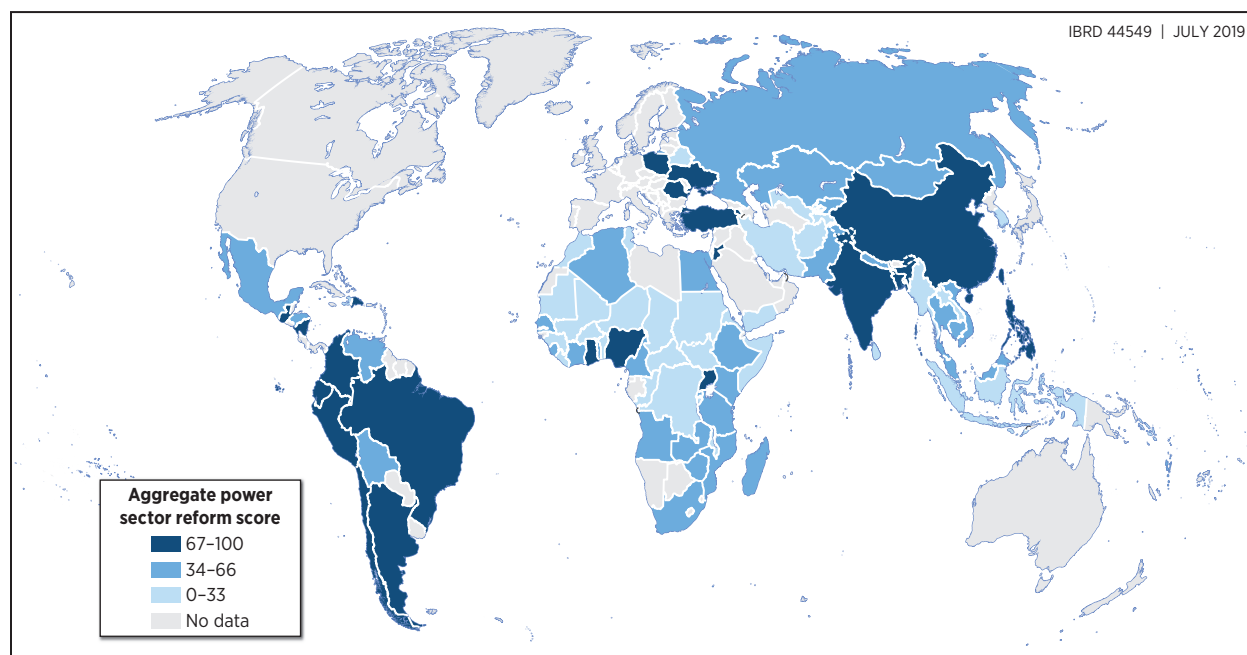 IBRD 44549 | JULY 2019
Aggregate power
sector reform score
67–100
34–66
0–33
No data